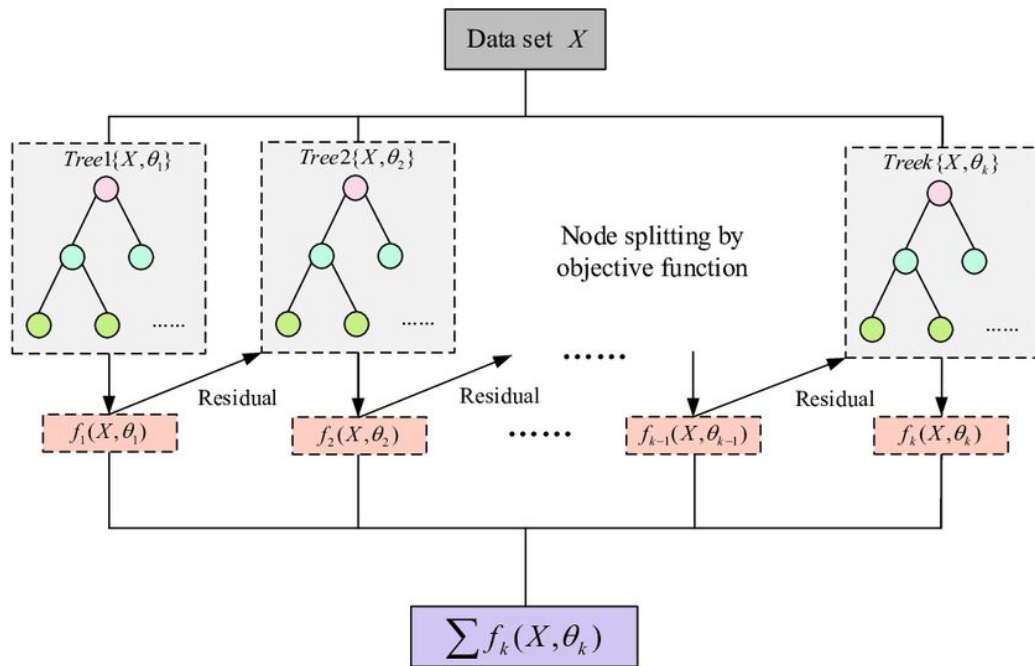 Data set X
Tree1{X,θ₁}
Tree2{X,θ₂}
Treek{X,θₖ}
Node splitting by
objective function
......
......
......
......
Residual
Residual
Residual
f₁(X,θ₁)
f₂(X,θ₂)
......
fₖ₋₁(X,θₖ₋₁)
fₖ(X,θₖ)
∑fₖ(X,θₖ)